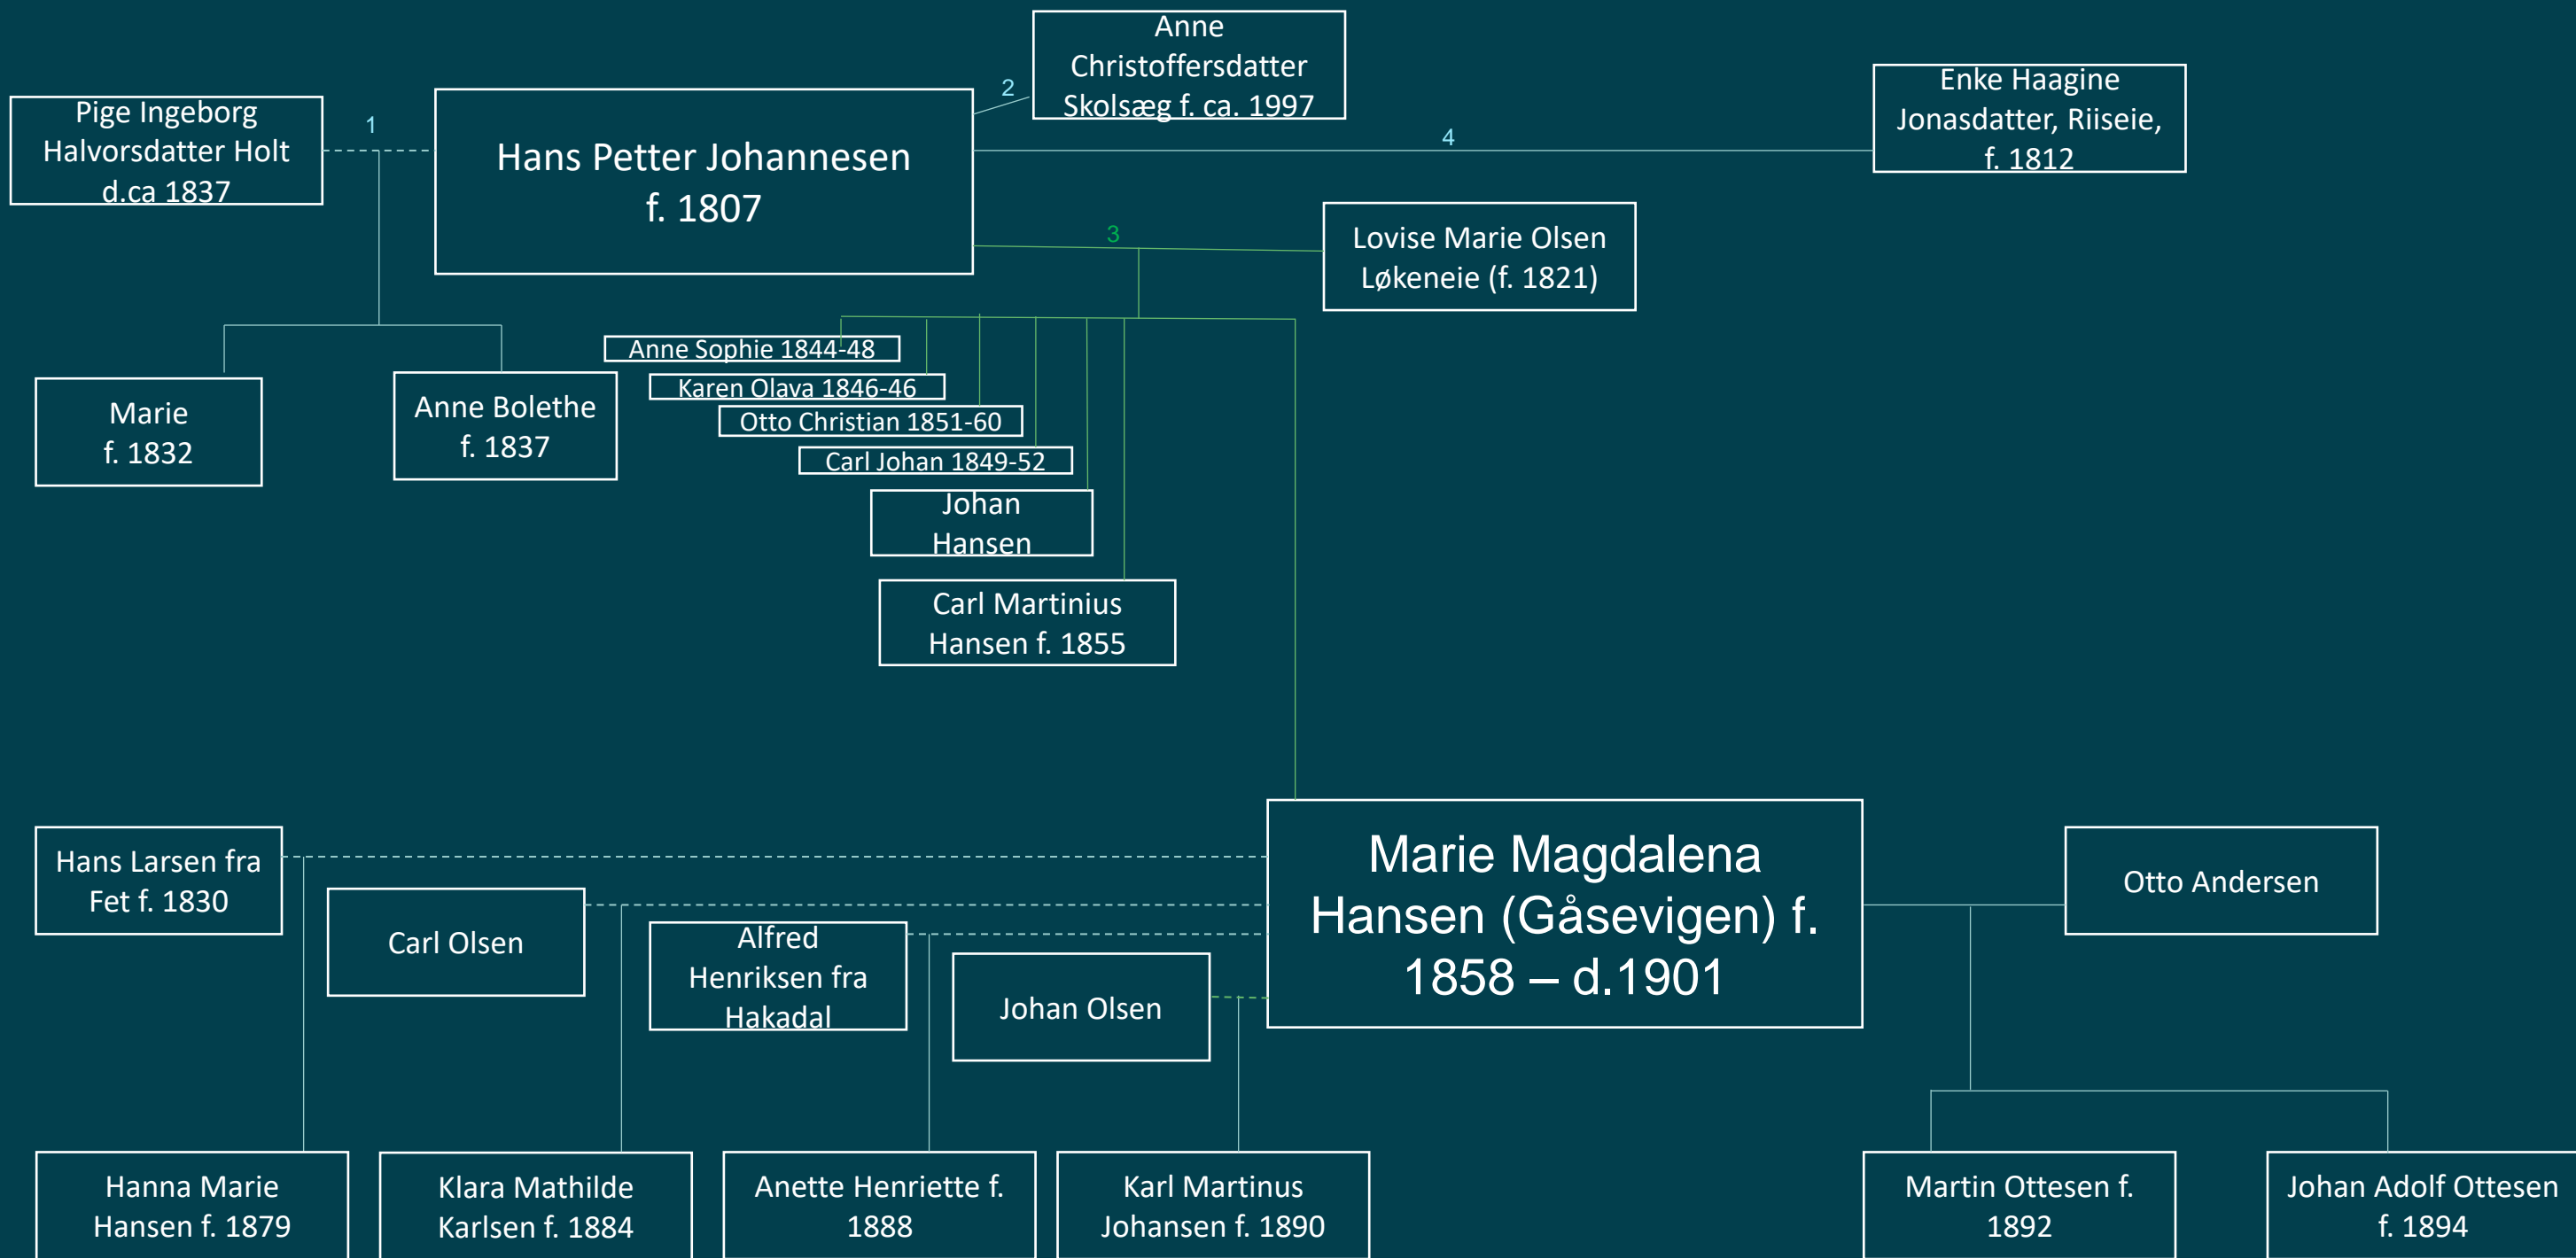 Anne
Christoffersdatter
Skolsæg f. ca. 1997
2
Enke Haagine
Jonasdatter, Riiseie,
f. 1812
Pige Ingeborg
Halvorsdatter Holt
d.ca 1837
1
Hans Petter Johannesen
f. 1807
4
3
Lovise Marie Olsen
Løkeneie (f. 1821)
Marie
f. 1832
Anne Bolethe
f. 1837
Anne Sophie 1844-48
Karen Olava 1846-46
Otto Christian 1851-60
Carl Johan 1849-52
Johan
Hansen
Carl Martinius
Hansen f. 1855
Hans Larsen fra
Fet f. 1830
Carl Olsen
Alfred
Henriksen fra
Hakadal
Johan Olsen
Marie Magdalena
Hansen (Gåsevigen) f.
1858 – d.1901
Otto Andersen
Hanna Marie
Hansen f. 1879
Klara Mathilde
Karlsen f. 1884
Anette Henriette f.
1888
Karl Martinus
Johansen f. 1890
Martin Ottesen f.
1892
Johan Adolf Ottesen
f. 1894